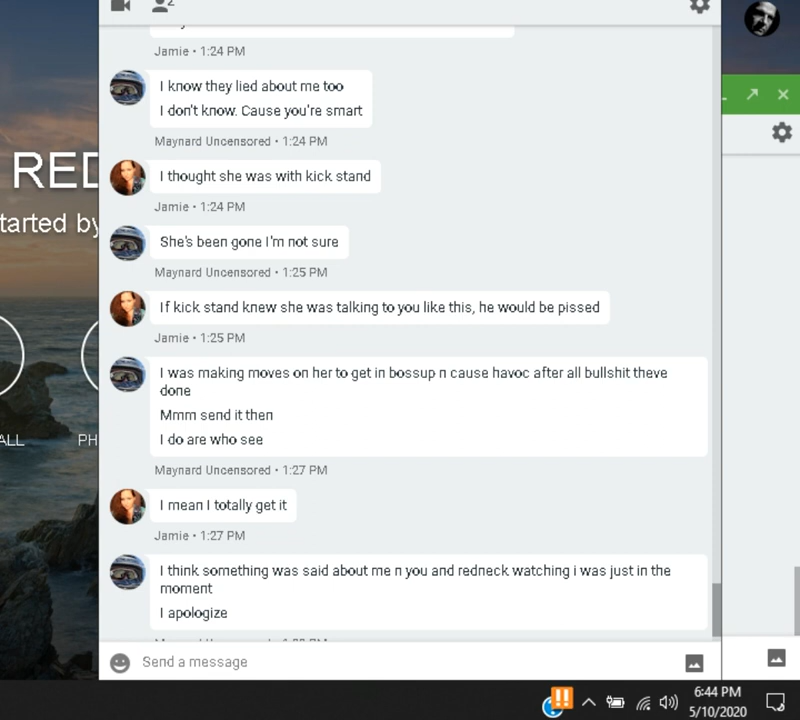 2
Jamie • 1:24 PM
I know they lied about me too
I don't know. Cause you're smart
Maynard Uncensored • 1:24 PM
RED
I thought she was with kick stand
Jamie • 1:24 PM
tarted by
She's been gone I'm not sure
Maynard Uncensored • 1:25 PM
If kick stand knew she was talking to you like this, he would be pissed
Jamie • 1:25 PM
I was making moves on her to get in bossup n cause havoc after all bullshit theve
done
Mmm send it then
I do are who see
ALL
PH
Maynard Uncensored • 1:27 PM
I mean I totally get it
Jamie • 1:27 PM
I think something was said about me n you and redneck watching i was just in the
moment
I apologize
Send a message
6:44 PM
5/10/2020